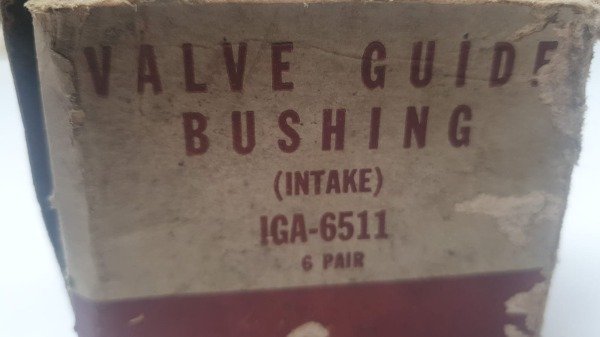 VALVE GUIDE
BUSHING
(INTAKE)
IGA-6511
6 PAIR